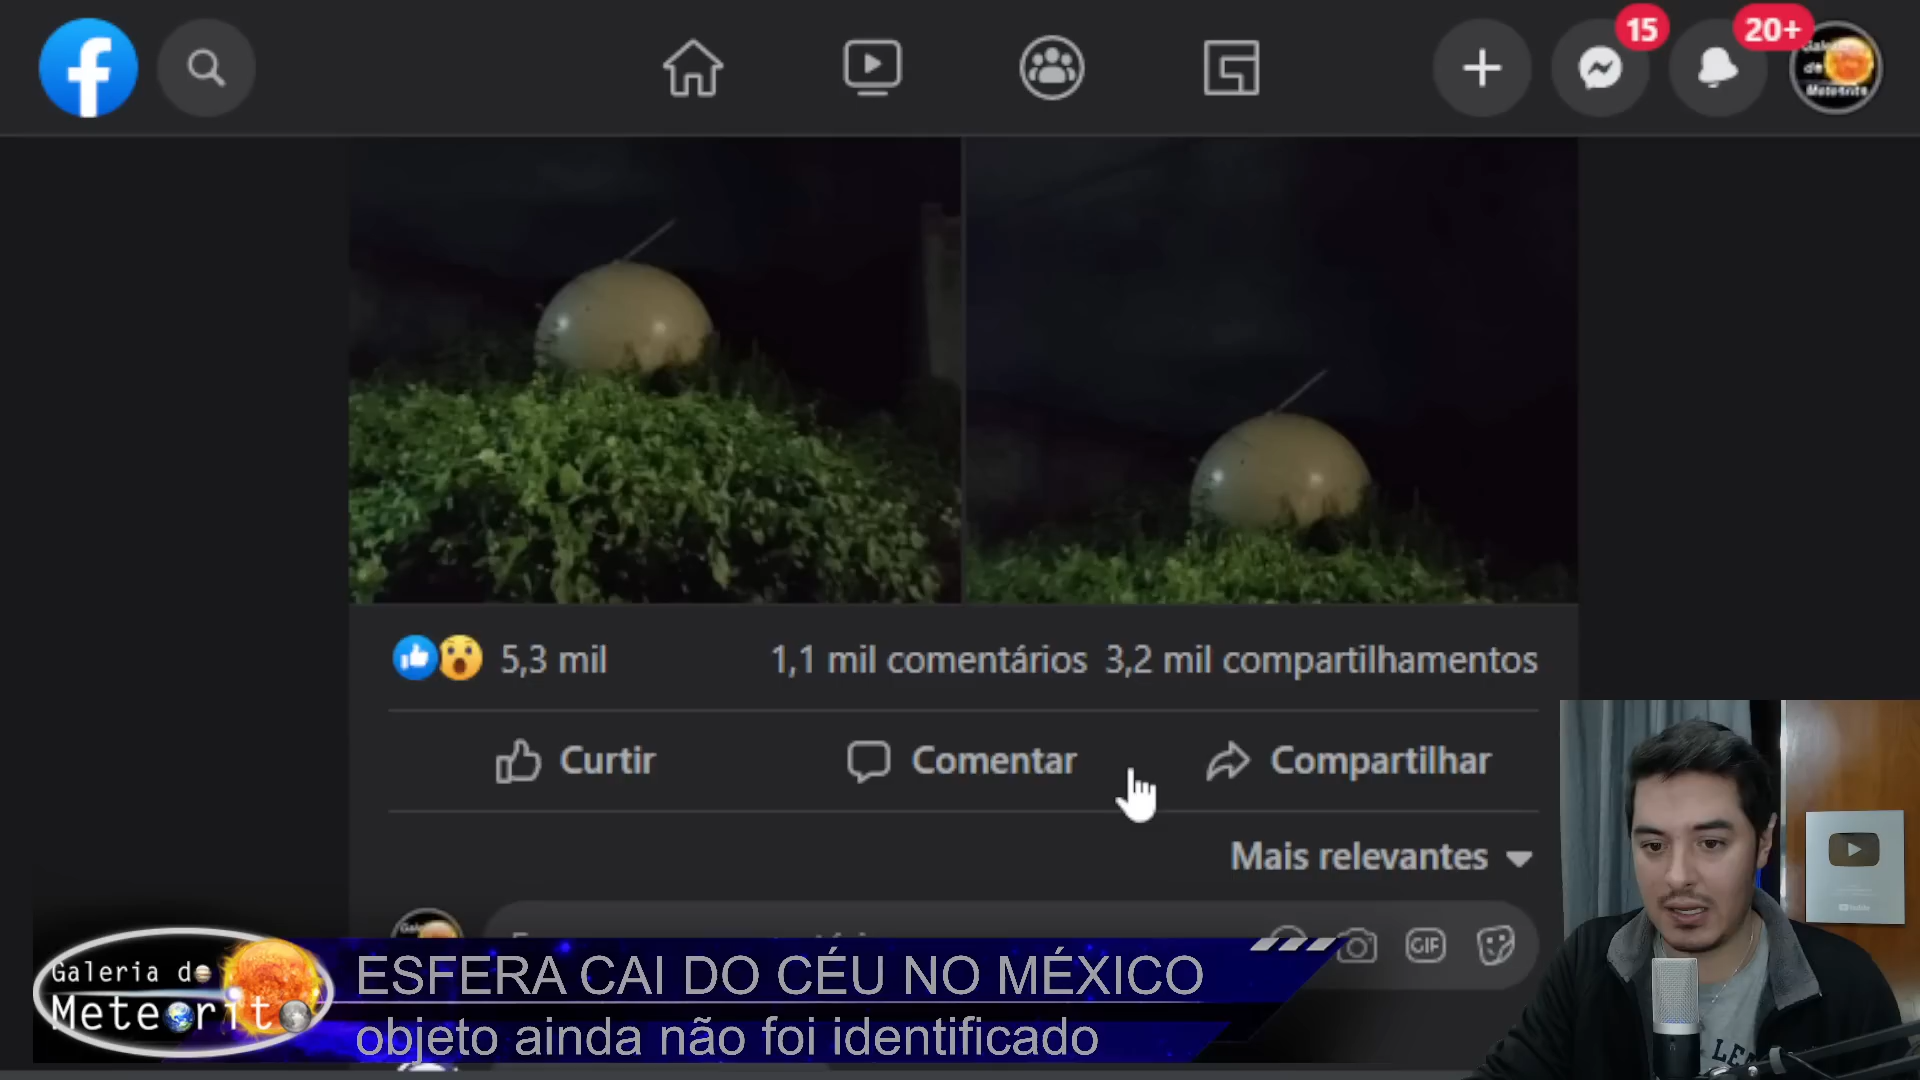 15
20+
5,3 mil
1,1 mil comentários
3,2 mil compartilhamentos
Curtir
Comentar
Compartilhar
Mais relevantes
GIF
Galeria do
Meteorito
ESFERA CAI DO CÉU NO MÉXICO
objeto ainda não foi identificado